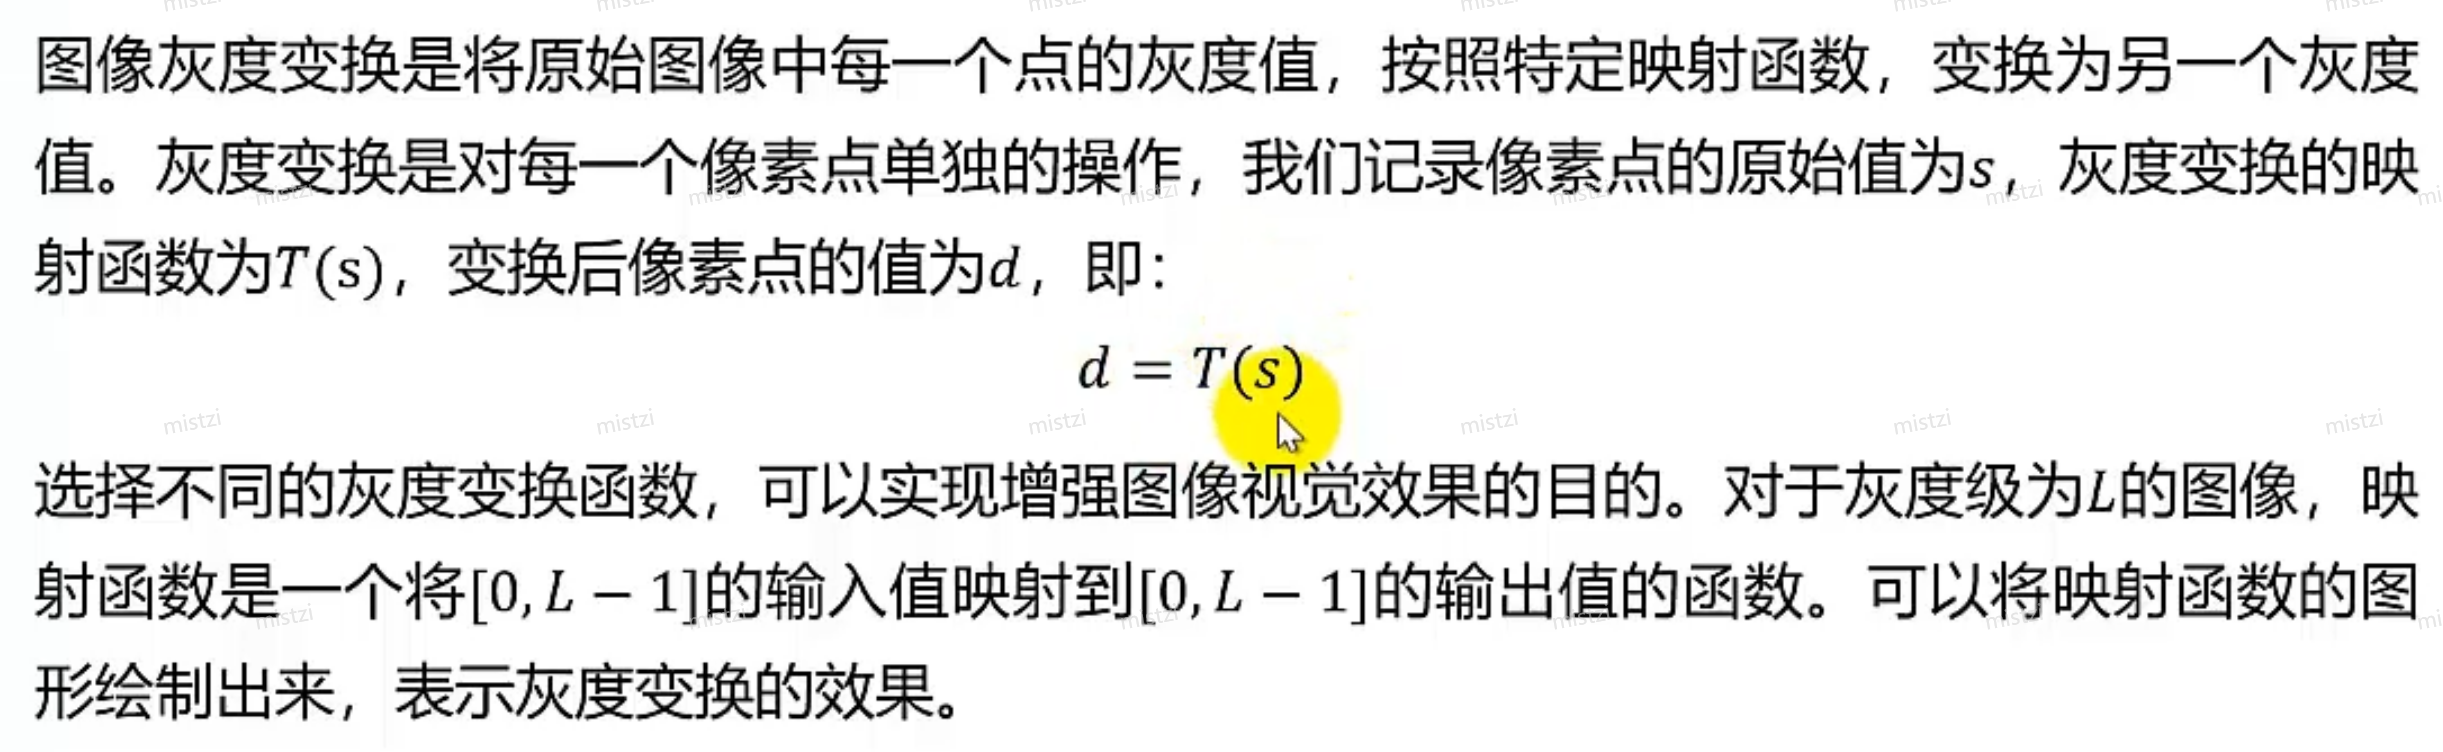 图像灰度变换是将原始图像中每一个点的灰度值，按照特定映射函数，变换为另一个灰度
值。灰度变换是对每一个像素点单独的操作，我们记录像素点的原始值为s，灰度变换的映
射函数为T(s)，变换后像素点的值为d，即：
d = T(s)
选择不同的灰度变换函数，可以实现增强图像视觉效果的目的。对于灰度级为L的图像，映
射函数是一个将[0, L − 1]的输入值映射到[0, L − 1]的输出值的函数。可以将映射函数的图
形绘制出来，表示灰度变换的效果。
mistzi